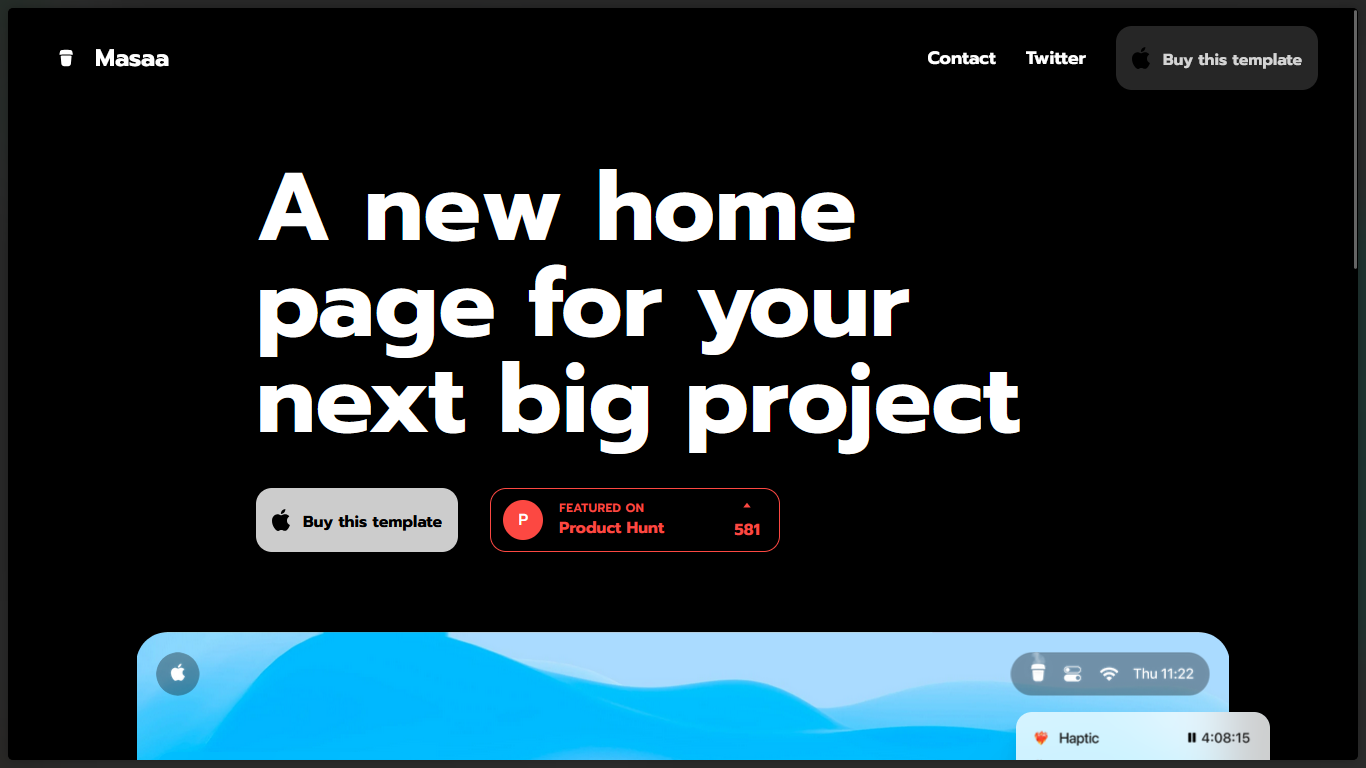 Masaa
Contact
Twitter
Buy this template
A new home
page for your
next big project
Buy this template
P
FEATURED ON
Product Hunt
581
Thu 11:22
Haptic
4:08:15